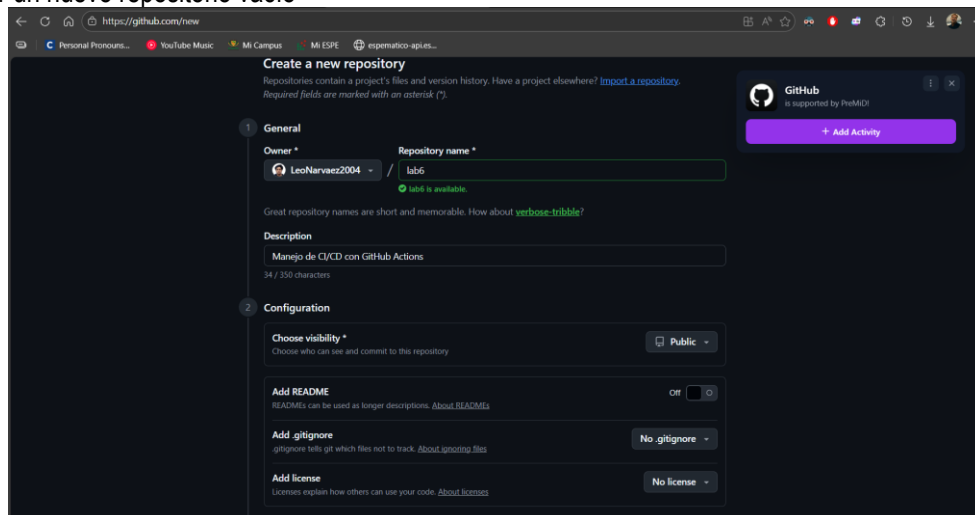 un nuevo repositorio vacío
https://github.com/new
Personal Pronouns... YouTube Music Mi Campus Mi ESPE espematico-api.es...
Create a new repository
Repositories contain a project's files and version history. Have a project elsewhere? Import a repository.
Required fields are marked with an asterisk (*).
GitHub
is supported by PreMiD!
+ Add Activity
1 General
Owner * Repository name *
LeoNarvaez2004 / lab6
lab6 is available.
Great repository names are short and memorable. How about verbose-tribble?
Description
Manejo de CI/CD con GitHub Actions
34 / 350 characters
2 Configuration
Choose visibility *
Choose who can see and commit to this repository
Public
Add README
READMEs can be used as longer descriptions. About READMEs
Off
Add .gitignore
.gitignore tells git which files not to track. About ignoring files
No .gitignore
Add license
Licenses explain how others can use your code. About licenses
No license